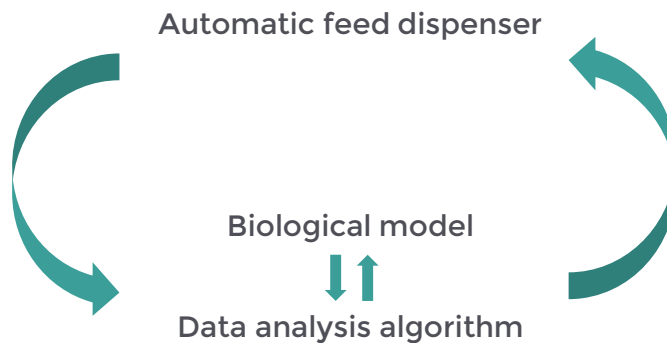 Automatic feed dispenser
Biological model
Data analysis algorithm